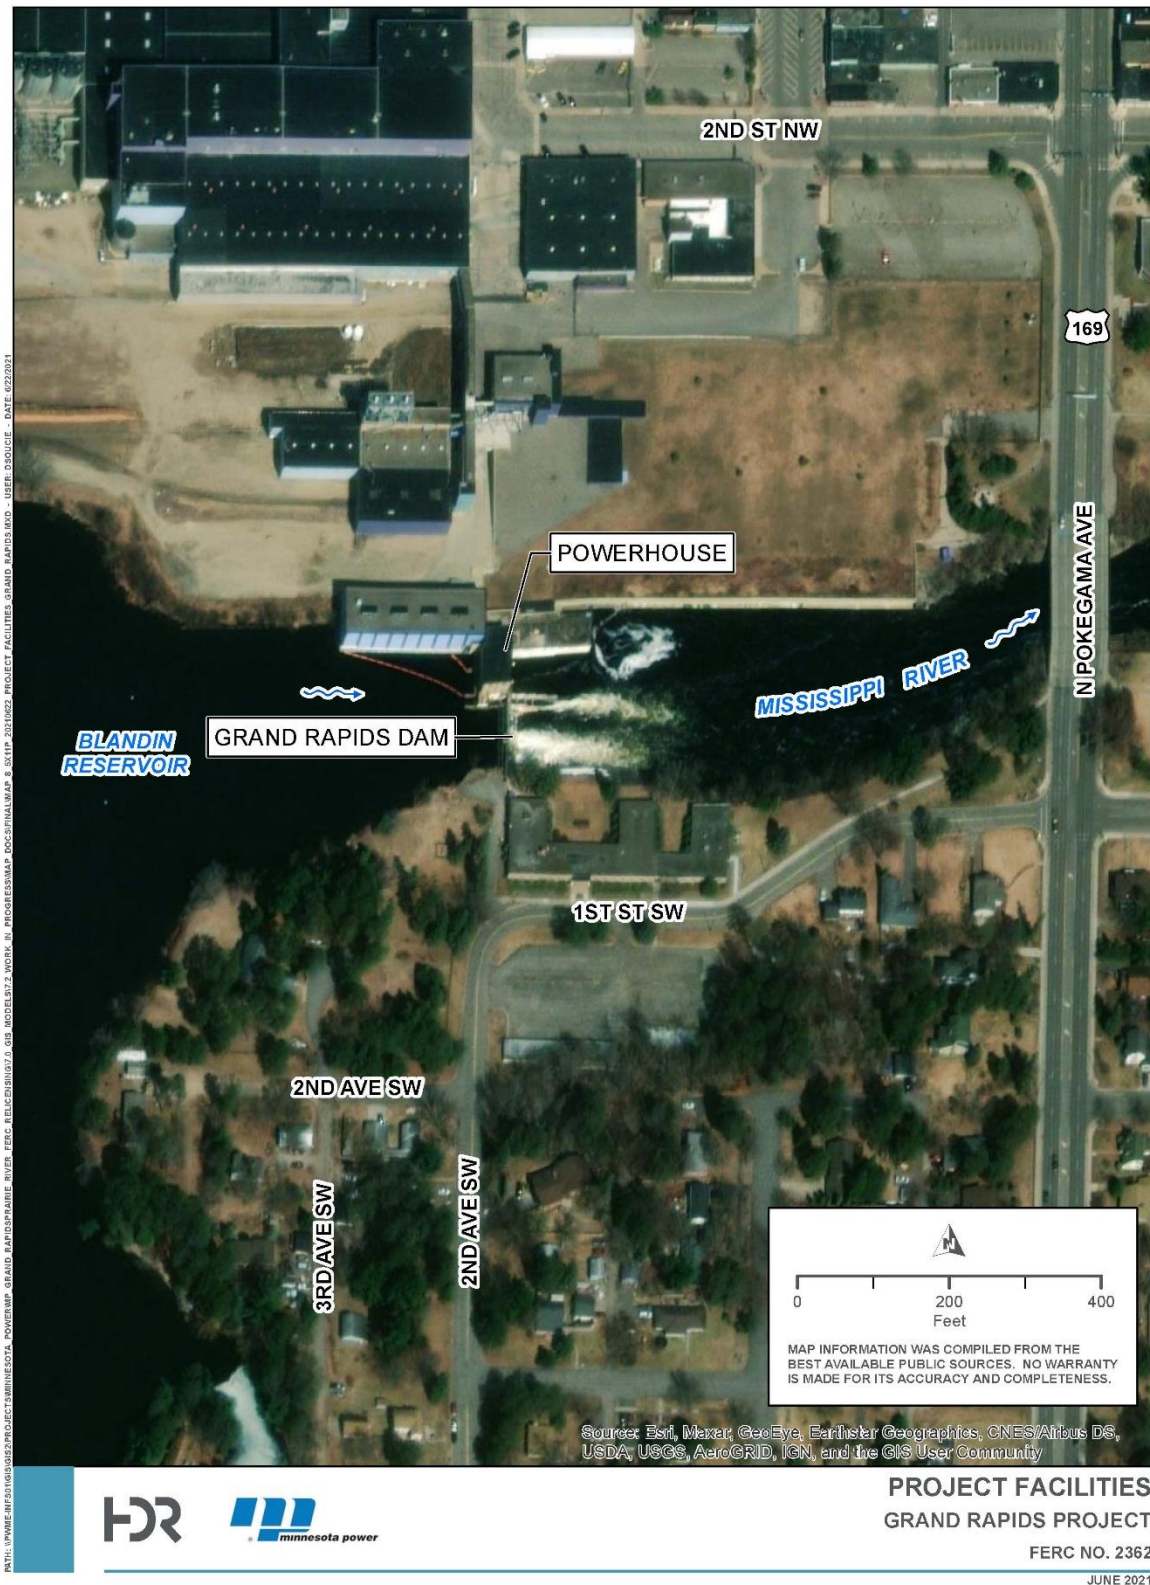 2ND ST NW
169
POWERHOUSE
N POKEGAMA AVE
MISSISSIPPI RIVER
GRAND RAPIDS DAM
BLANDIN
RESERVOIR
1ST ST SW
2ND AVE SW
2ND AVE SW
3RD AVE SW
N
0 200 400
Feet
MAP INFORMATION WAS COMPILED FROM THE
BEST AVAILABLE PUBLIC SOURCES. NO WARRANTY
IS MADE FOR ITS ACCURACY AND COMPLETENESS.
Source: Esri, Maxar, GeoEye, Earthstar Geographics, CNES/Airbus DS,
USDA, USGS, AeroGRID, IGN, and the GIS User Community
HDR
minnesota power
PROJECT FACILITIES
GRAND RAPIDS PROJECT
FERC NO. 2362
JUNE 2021